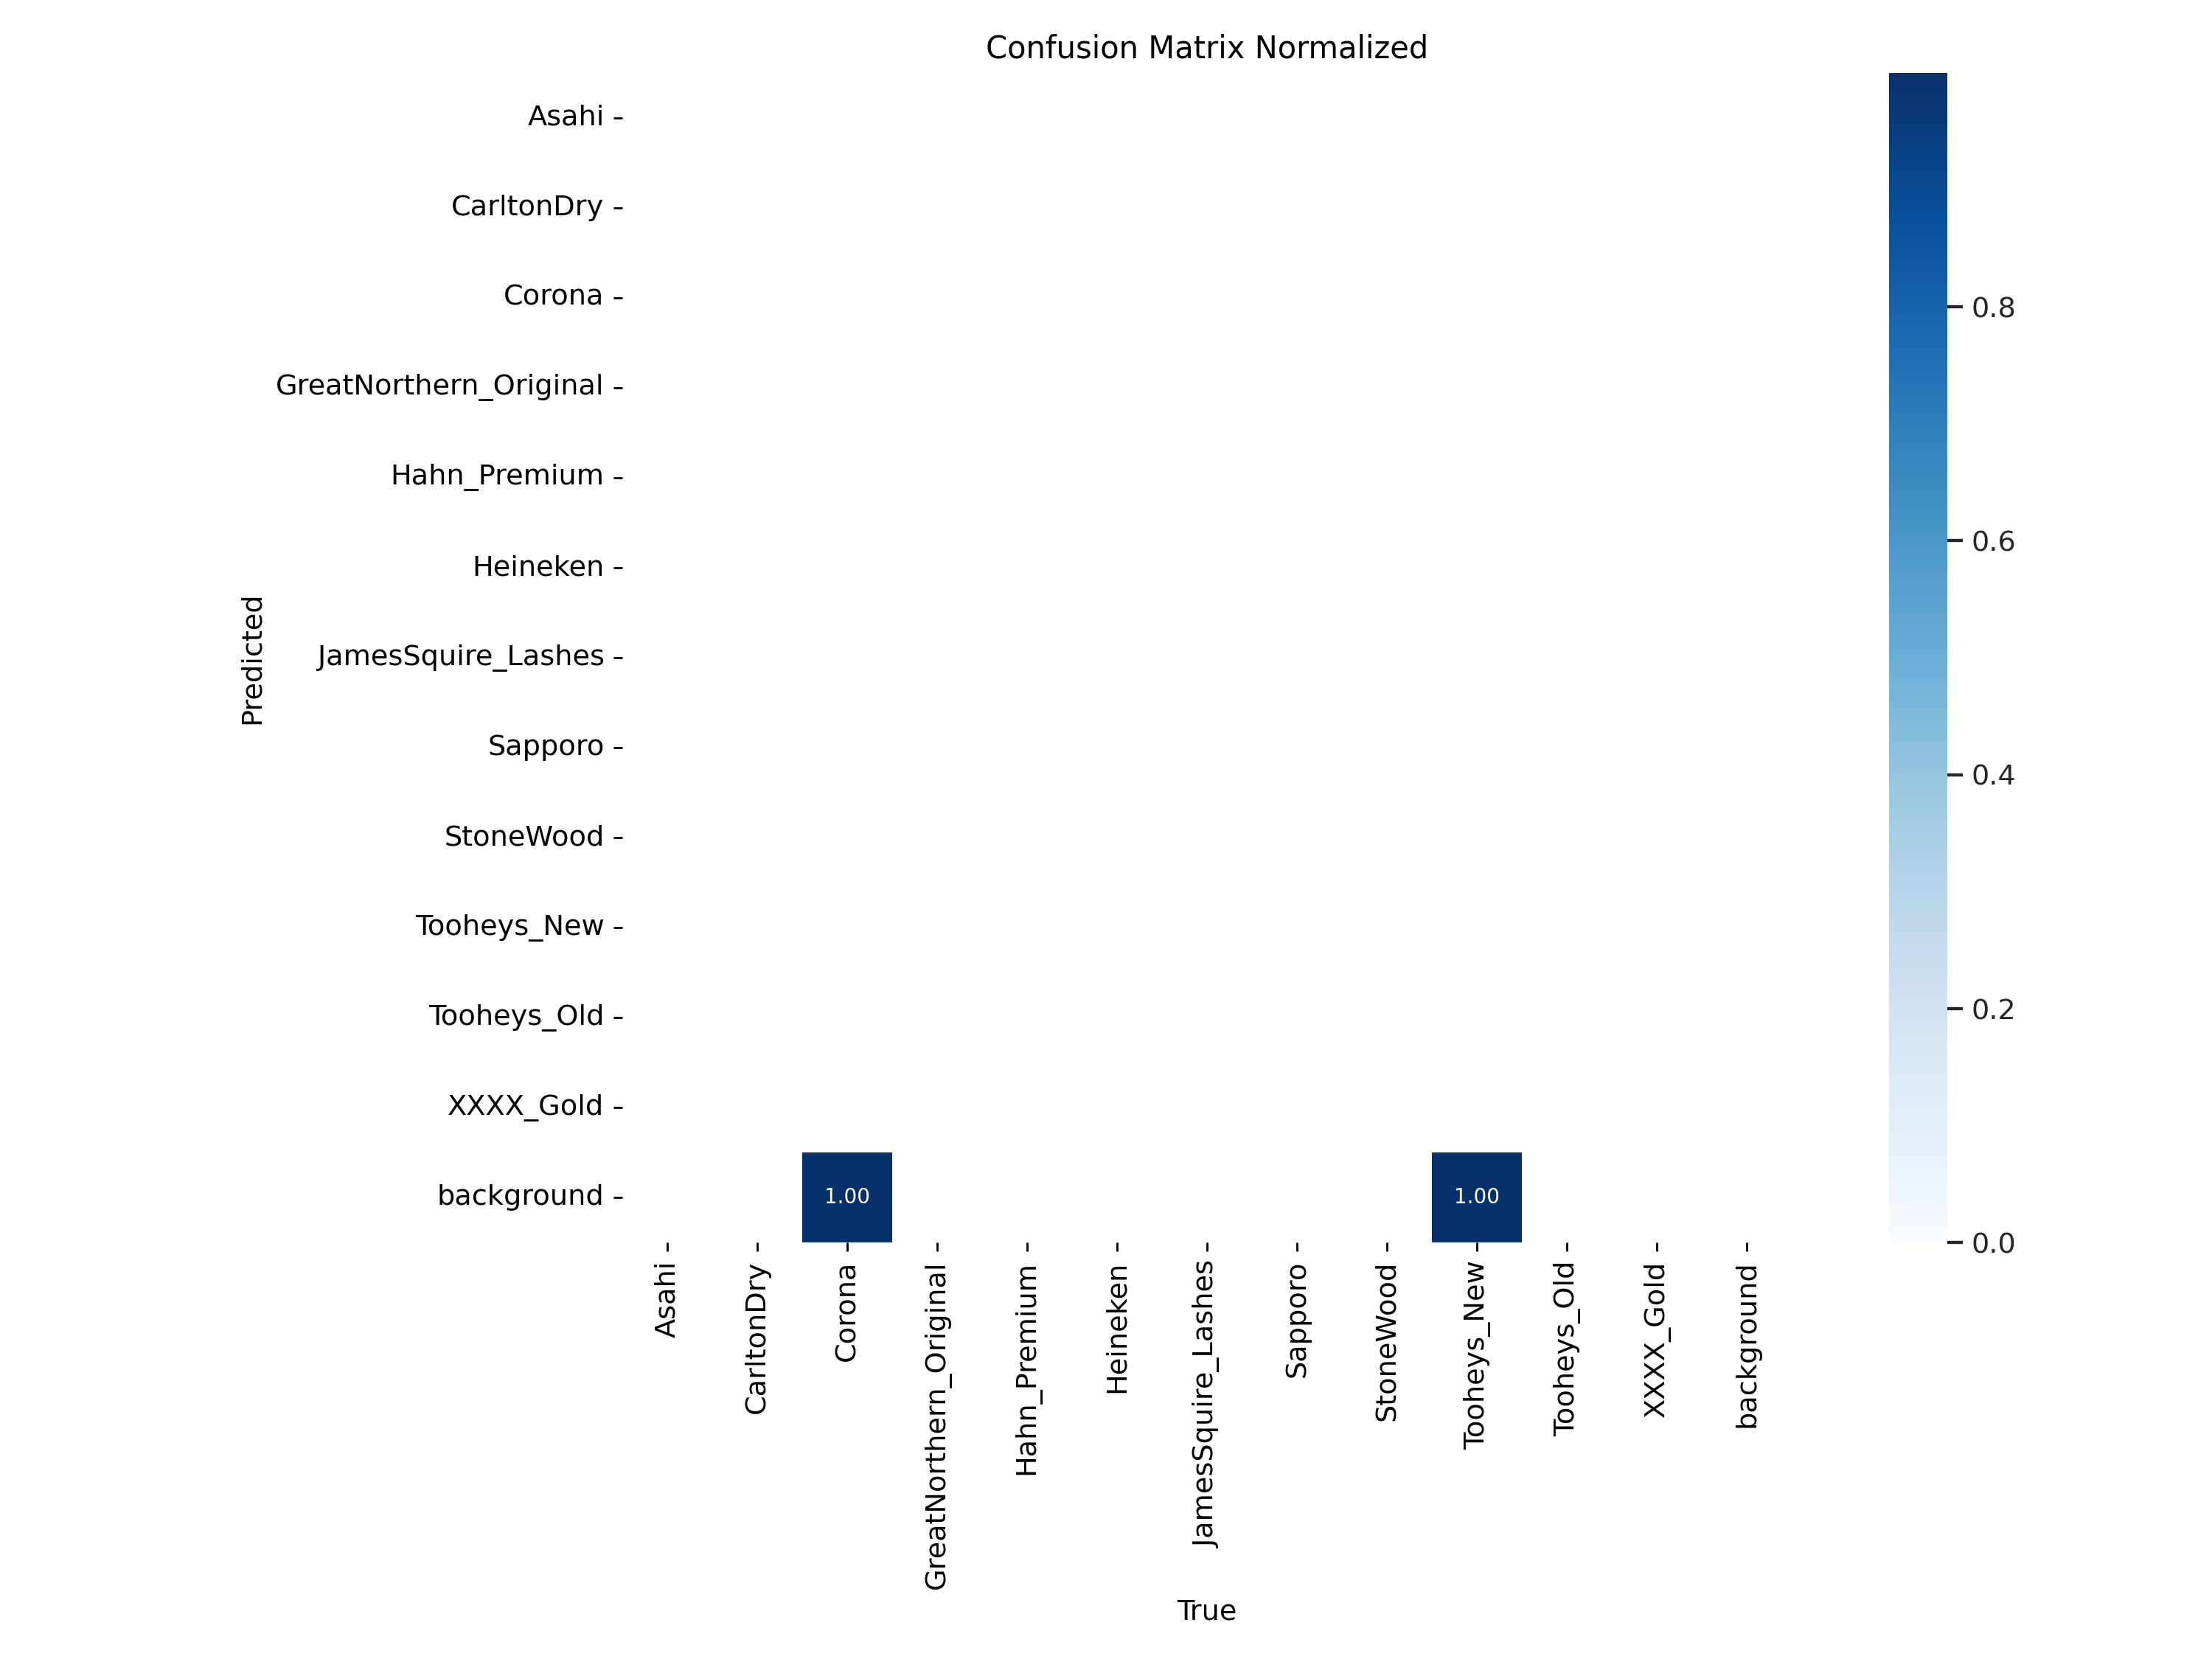 Confusion Matrix Normalized
Asahi
CarltonDry
Corona
GreatNorthern_Original
Hahn_Premium
Heineken
JamesSquire_Lashes
Sapporo
StoneWood
Tooheys_New
Tooheys_Old
XXXX_Gold
background
Predicted
1.00
1.00
Asahi
CarltonDry
Corona
GreatNorthern_Original
Hahn_Premium
Heineken
JamesSquire_Lashes
Sapporo
StoneWood
Tooheys_New
Tooheys_Old
XXXX_Gold
background
True
0.8
0.6
0.4
0.2
0.0